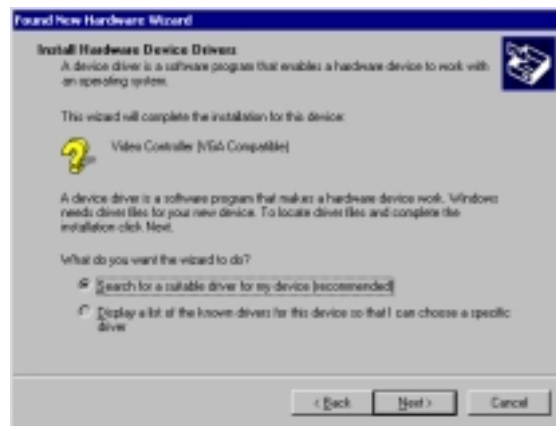 Found New Hardware Wizard
Install Hardware Device Drivers
A device driver is a software program that enables a hardware device to work with
an operating system.
This wizard will complete the installation for this device:
Video Controller (VGA Compatible)
A device driver is a software program that makes a hardware device work. Windows
needs driver files for your new device. To locate driver files and complete the
installation click Next.
What do you want the wizard to do?
Search for a suitable driver for my device (recommended)
Display a list of the known drivers for this device so that I can choose a specific
driver
< Back
Next >
Cancel